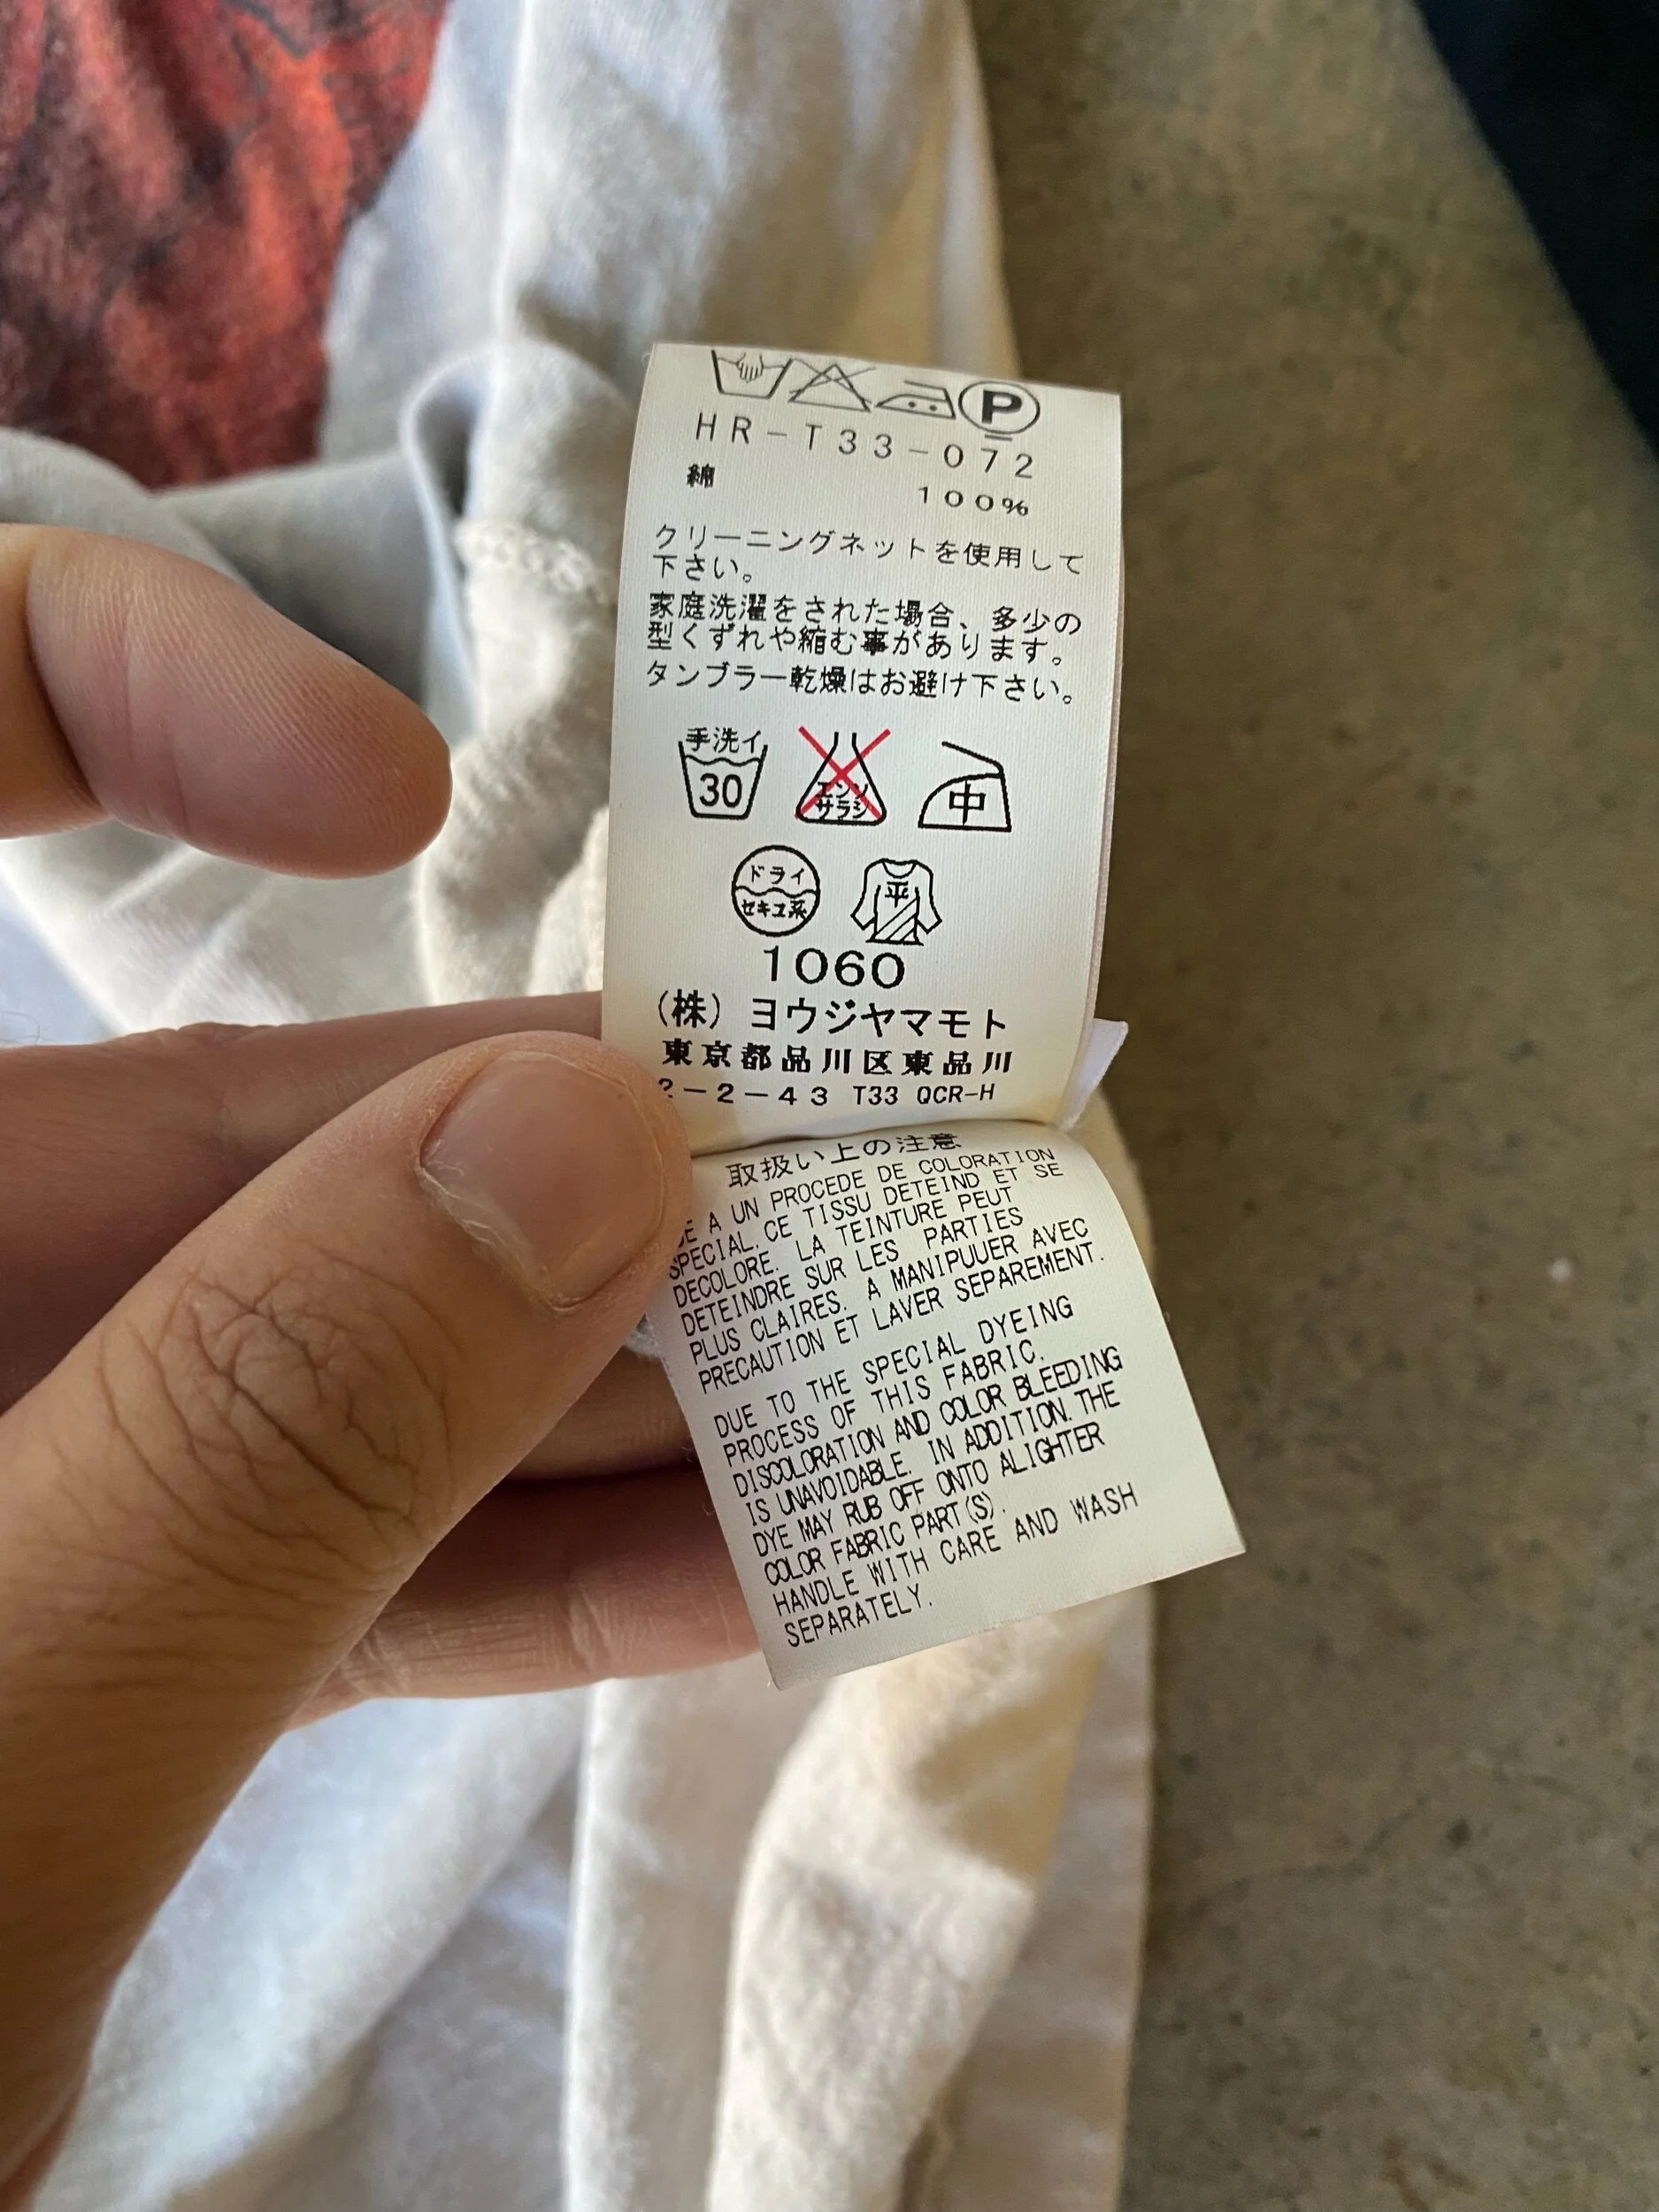 P
HR-T33-072
綿 100%
クリーニングネットを使用して
下さい。
家庭洗濯をされた場合、多少の
型くずれや縮む事があります。
タンブラー乾燥はお避け下さい。
手洗イ
30
エンソ
サラシ
中
ドライ
セキユ系
平
1060
(株) ヨウジヤマモト
東京都品川区東品川
2-2-43 T33 QCR-H
取扱い上の注意
A UN PROCEDE DE COLORATION
SPECIAL. CE TISSU DETEIND ET SE
DECOLORE. LA TEINTURE PEUT
DETEINDRE SUR LES PARTIES
PLUS CLAIRES. A MANIPUUER AVEC
PRECAUTION ET LAVER SEPAREMENT.
DUE TO THE SPECIAL DYEING
PROCESS OF THIS FABRIC.
DISCOLORATION AND COLOR BLEEDING
IS UNAVOIDABLE. IN ADDITION. THE
DYE MAY RUB OFF ONTO ALIGHTER
COLOR FABRIC PART(S).
HANDLE WITH CARE AND WASH
SEPARATELY.